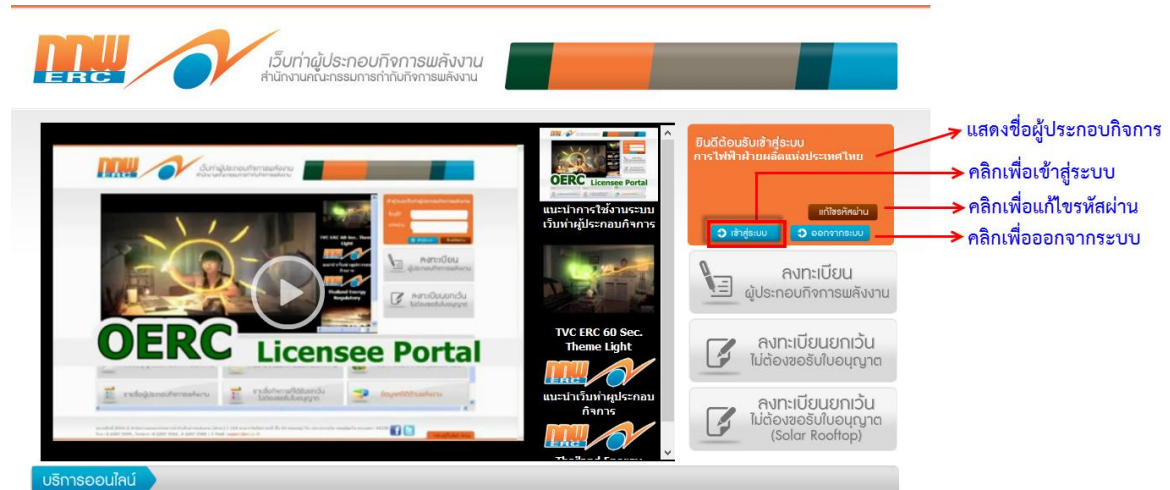 กกพ
ERC
เว็บท่าผู้ประกอบกิจการพลังงาน
สำนักงานคณะกรรมการกำกับกิจการพลังงาน
OERC Licensee Portal
OERC Licensee Portal
แนะนำการใช้งานระบบ
เว็บท่าผู้ประกอบกิจการ
TVC ERC 60 Sec.
Theme Light
แนะนำเว็บท่าผู้ประกอบ
กิจการ
ยินดีต้อนรับเข้าสู่ระบบ
การไฟฟ้าฝ่ายผลิตแห่งประเทศไทย
แก้ไขรหัสผ่าน
เข้าสู่ระบบ
ออกจากระบบ
ลงทะเบียน
ผู้ประกอบกิจการพลังงาน
ลงทะเบียนยกเว้น
ไม่ต้องขอรับใบอนุญาต
ลงทะเบียนยกเว้น
ไม่ต้องขอรับใบอนุญาต
(Solar Rooftop)
แสดงชื่อผู้ประกอบกิจการ
คลิกเพื่อเข้าสู่ระบบ
คลิกเพื่อแก้ไขรหัสผ่าน
คลิกเพื่อออกจากระบบ
บริการออนไลน์